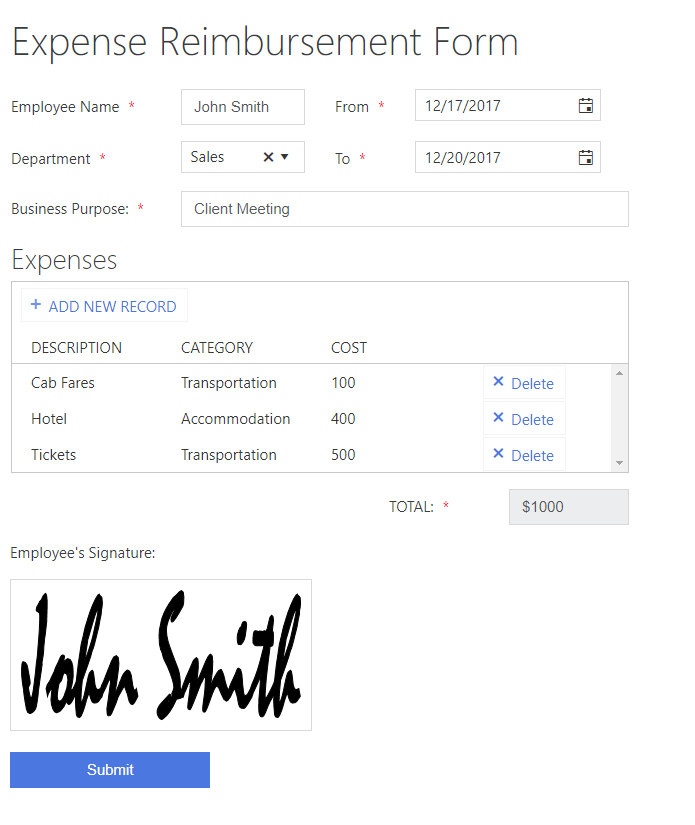 Expense Reimbursement Form
Employee Name * John Smith From * 12/17/2017
Department * Sales To * 12/20/2017
Business Purpose: * Client Meeting
Expenses
+ ADD NEW RECORD
DESCRIPTION CATEGORY COST
Cab Fares Transportation 100 × Delete
Hotel Accommodation 400 × Delete
Tickets Transportation 500 × Delete
TOTAL: * $1000
Employee's Signature:
John Smith
Submit